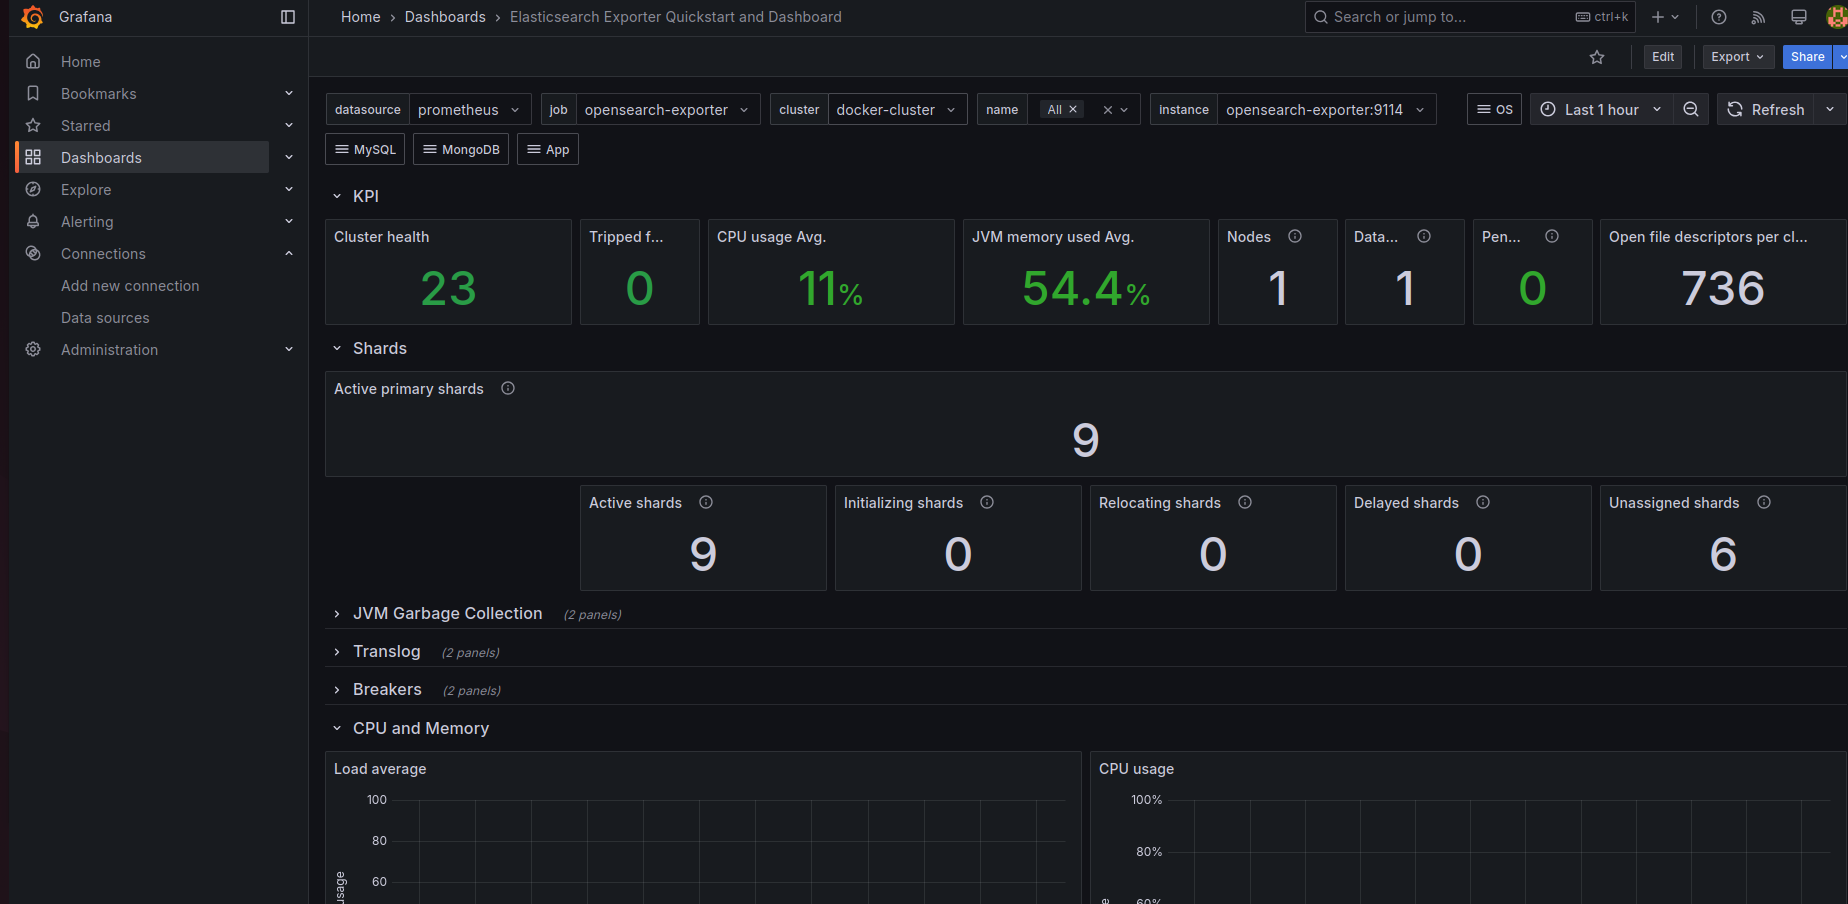 Grafana
Home › Dashboards › Elasticsearch Exporter Quickstart and Dashboard
Search or jump to... ctrl+k
Edit Export Share
Home
Bookmarks
Starred
Dashboards
Explore
Alerting
Connections
Add new connection
Data sources
Administration
datasource prometheus job opensearch-exporter cluster docker-cluster name All instance opensearch-exporter:9114 OS Last 1 hour Refresh
MySQL MongoDB App
KPI
Cluster health
23
Tripped f...
0
CPU usage Avg.
11%
JVM memory used Avg.
54.4%
Nodes
1
Data...
1
Pen...
0
Open file descriptors per cl...
736
Shards
Active primary shards
9
Active shards
9
Initializing shards
0
Relocating shards
0
Delayed shards
0
Unassigned shards
6
JVM Garbage Collection (2 panels)
Translog (2 panels)
Breakers (2 panels)
CPU and Memory
Load average
100
80
60
CPU usage
100%
80%
60%